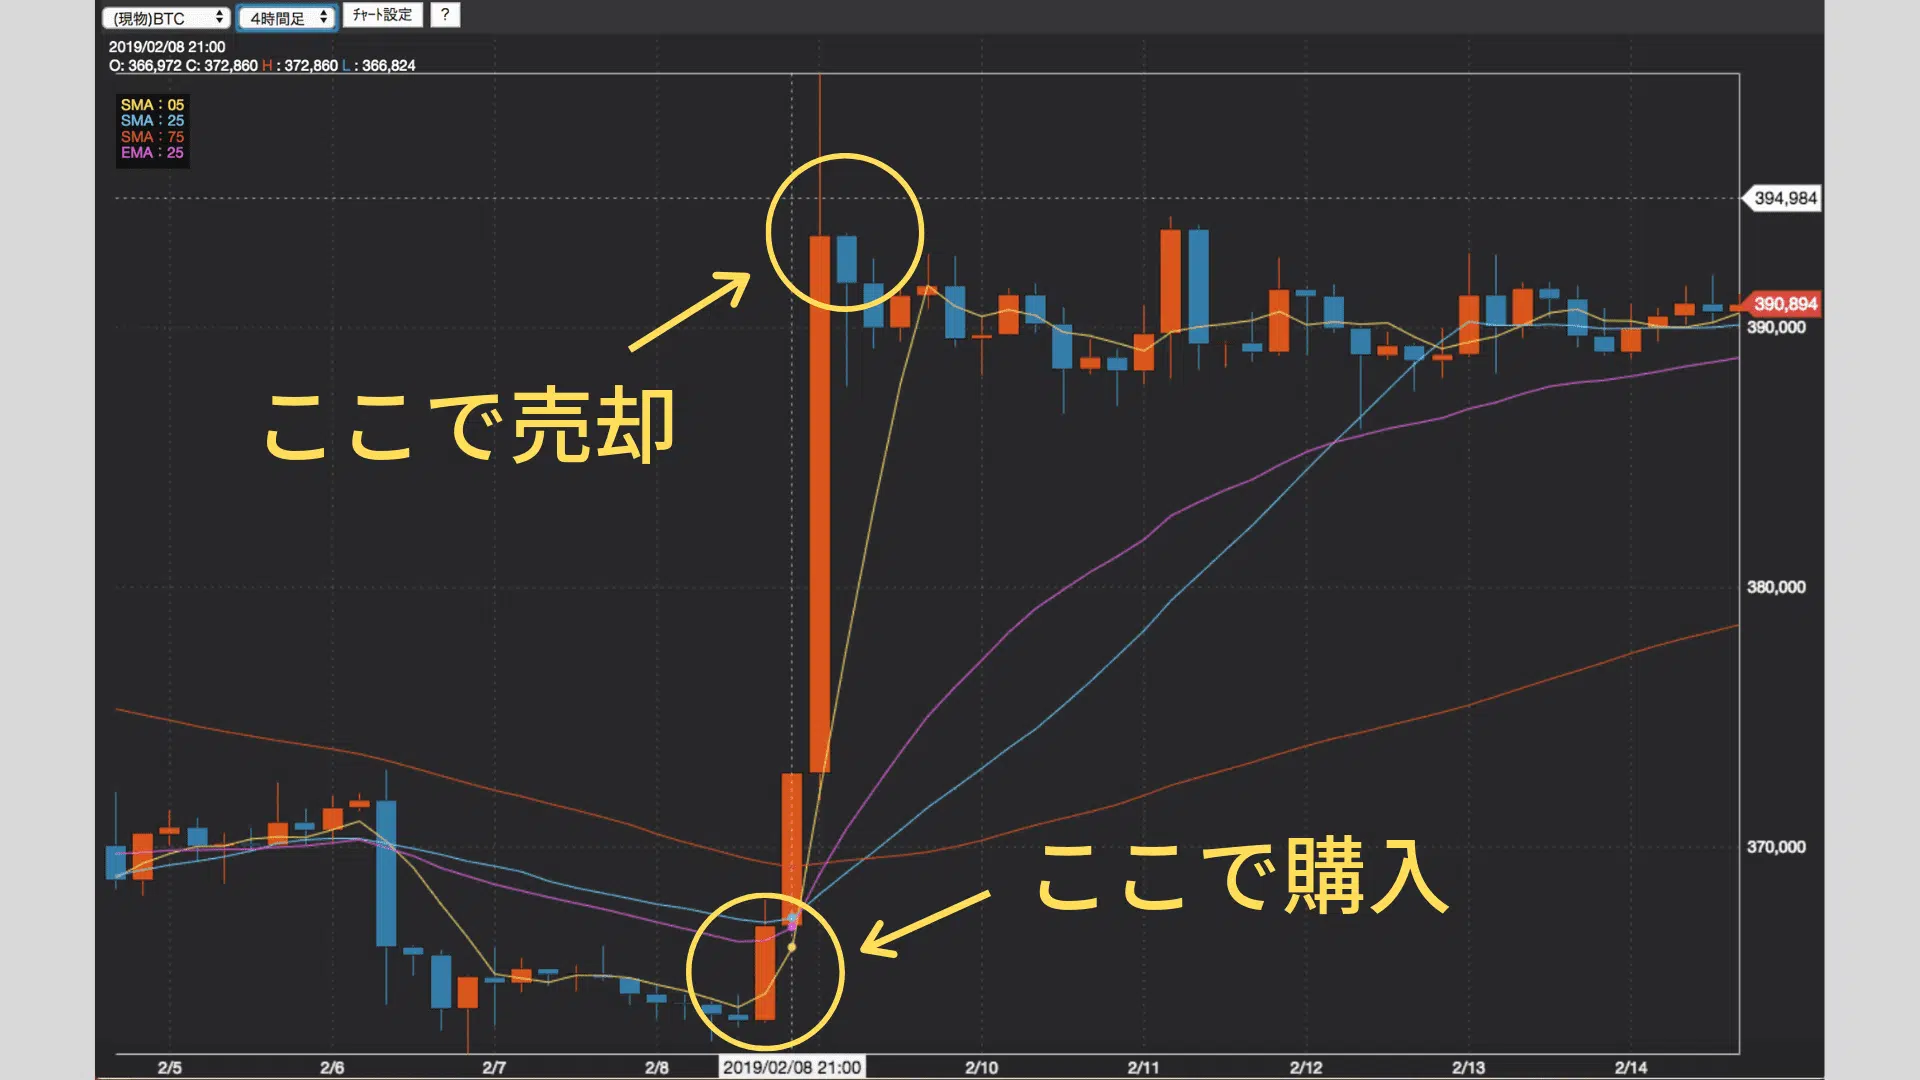 (現物)BTC 4時間足 ﾁｬｰﾄ設定 ?
2019/02/08 21:00
O: 366,972 C: 372,860 H : 372,860 L : 366,824
SMA : 05
SMA : 25
SMA : 75
EMA : 25
394,984
390,894
390,000
ここで売却
380,000
ここで購入
370,000
2/5 2/6 2/7 2/8 2019/02/08 21:00 2/10 2/11 2/12 2/13 2/14